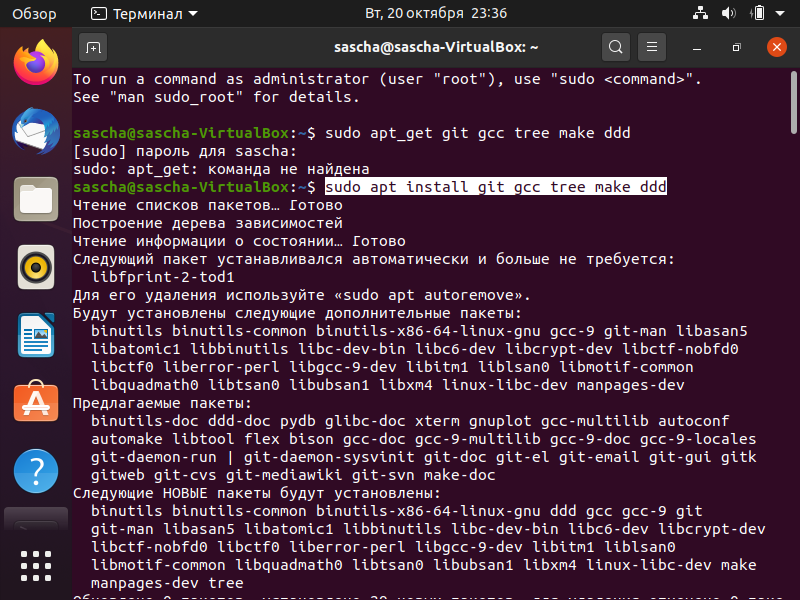 Обзор
Терминал
Вт, 20 октября 23:36
sascha@sascha-VirtualBox: ~
To run a command as administrator (user "root"), use "sudo <command>".
See "man sudo_root" for details.
sascha@sascha-VirtualBox:~$ sudo apt_get git gcc tree make ddd
[sudo] пароль для sascha:
sudo: apt_get: команда не найдена
sascha@sascha-VirtualBox:~$ sudo apt install git gcc tree make ddd
Чтение списков пакетов… Готово
Построение дерева зависимостей
Чтение информации о состоянии… Готово
Следующий пакет устанавливался автоматически и больше не требуется:
libfprint-2-tod1
Для его удаления используйте «sudo apt autoremove».
Будут установлены следующие дополнительные пакеты:
binutils binutils-common binutils-x86-64-linux-gnu gcc-9 git-man libasan5
libatomic1 libbinutils libc-dev-bin libc6-dev libcrypt-dev libctf-nobfd0
libctf0 liberror-perl libgcc-9-dev libitm1 liblsan0 libmotif-common
libquadmath0 libtsan0 libubsan1 libxm4 linux-libc-dev manpages-dev
Предлагаемые пакеты:
binutils-doc ddd-doc pydb glibc-doc xterm gnuplot gcc-multilib autoconf
automake libtool flex bison gcc-doc gcc-9-multilib gcc-9-doc gcc-9-locales
git-daemon-run | git-daemon-sysvinit git-doc git-el git-email git-gui gitk
gitweb git-cvs git-mediawiki git-svn make-doc
Следующие НОВЫЕ пакеты будут установлены:
binutils binutils-common binutils-x86-64-linux-gnu ddd gcc gcc-9 git
git-man libasan5 libatomic1 libbinutils libc-dev-bin libc6-dev libcrypt-dev
libctf-nobfd0 libctf0 liberror-perl libgcc-9-dev libitm1 liblsan0
libmotif-common libquadmath0 libtsan0 libubsan1 libxm4 linux-libc-dev make
manpages-dev tree